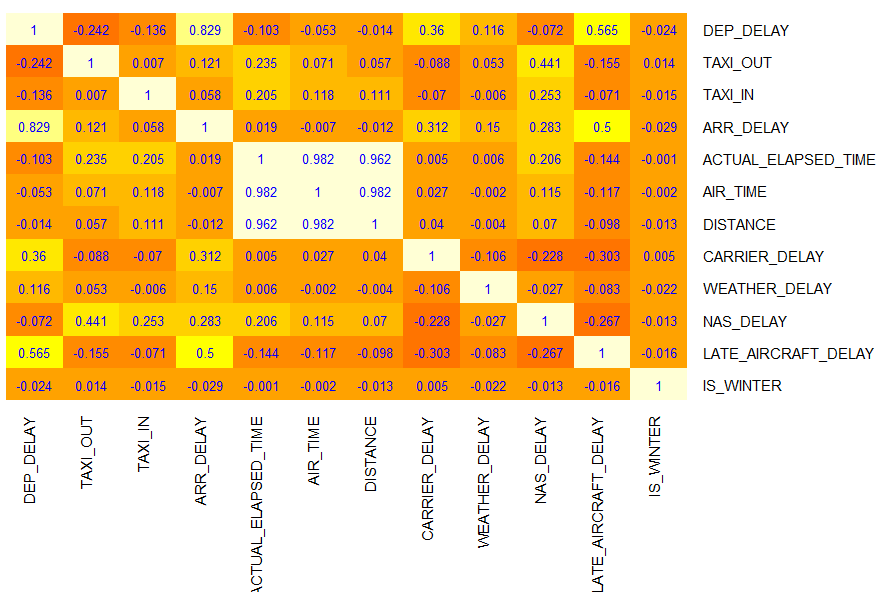 1 -0.242 -0.136 0.829 -0.103 -0.053 -0.014 0.36 0.116 -0.072 0.565 -0.024 DEP_DELAY
-0.242 1 0.007 0.121 0.235 0.071 0.057 -0.088 0.053 0.441 -0.155 0.014 TAXI_OUT
-0.136 0.007 1 0.058 0.205 0.118 0.111 -0.07 -0.006 0.253 -0.071 -0.015 TAXI_IN
0.829 0.121 0.058 1 0.019 -0.007 -0.012 0.312 0.15 0.283 0.5 -0.029 ARR_DELAY
-0.103 0.235 0.205 0.019 1 0.982 0.962 0.005 0.006 0.206 -0.144 -0.001 ACTUAL_ELAPSED_TIME
-0.053 0.071 0.118 -0.007 0.982 1 0.982 0.027 -0.002 0.115 -0.117 -0.002 AIR_TIME
-0.014 0.057 0.111 -0.012 0.962 0.982 1 0.04 -0.004 0.07 -0.098 -0.013 DISTANCE
0.36 -0.088 -0.07 0.312 0.005 0.027 0.04 1 -0.106 -0.228 -0.303 0.005 CARRIER_DELAY
0.116 0.053 -0.006 0.15 0.006 -0.002 -0.004 -0.106 1 -0.027 -0.083 -0.022 WEATHER_DELAY
-0.072 0.441 0.253 0.283 0.206 0.115 0.07 -0.228 -0.027 1 -0.267 -0.013 NAS_DELAY
0.565 -0.155 -0.071 0.5 -0.144 -0.117 -0.098 -0.303 -0.083 -0.267 1 -0.016 LATE_AIRCRAFT_DELAY
-0.024 0.014 -0.015 -0.029 -0.001 -0.002 -0.013 0.005 -0.022 -0.013 -0.016 1 IS_WINTER
DEP_DELAY
TAXI_OUT
TAXI_IN
ARR_DELAY
ACTUAL_ELAPSED_TIME
AIR_TIME
DISTANCE
CARRIER_DELAY
WEATHER_DELAY
NAS_DELAY
LATE_AIRCRAFT_DELAY
IS_WINTER